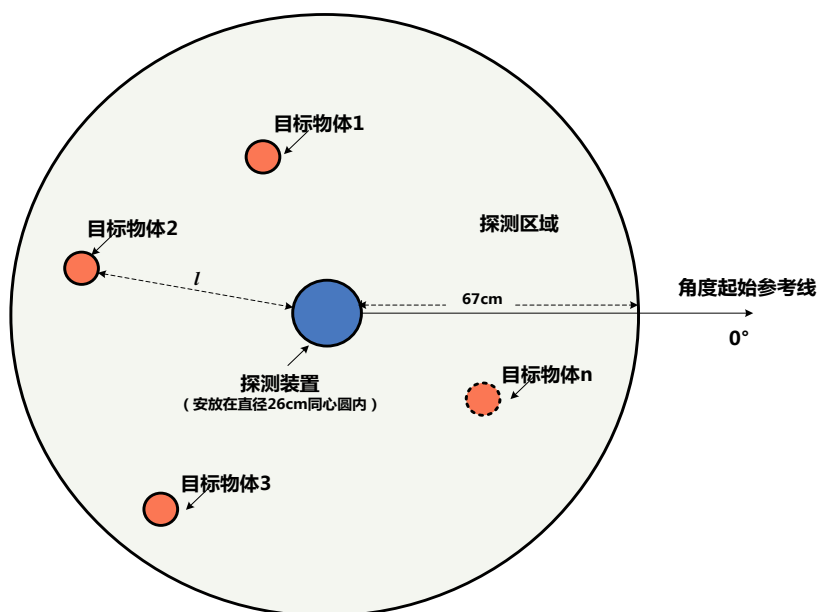 目标物体1
目标物体2
探测区域
l
67cm
角度起始参考线
0°
探测装置
（安放在直径26cm同心圆内）
目标物体n
目标物体3